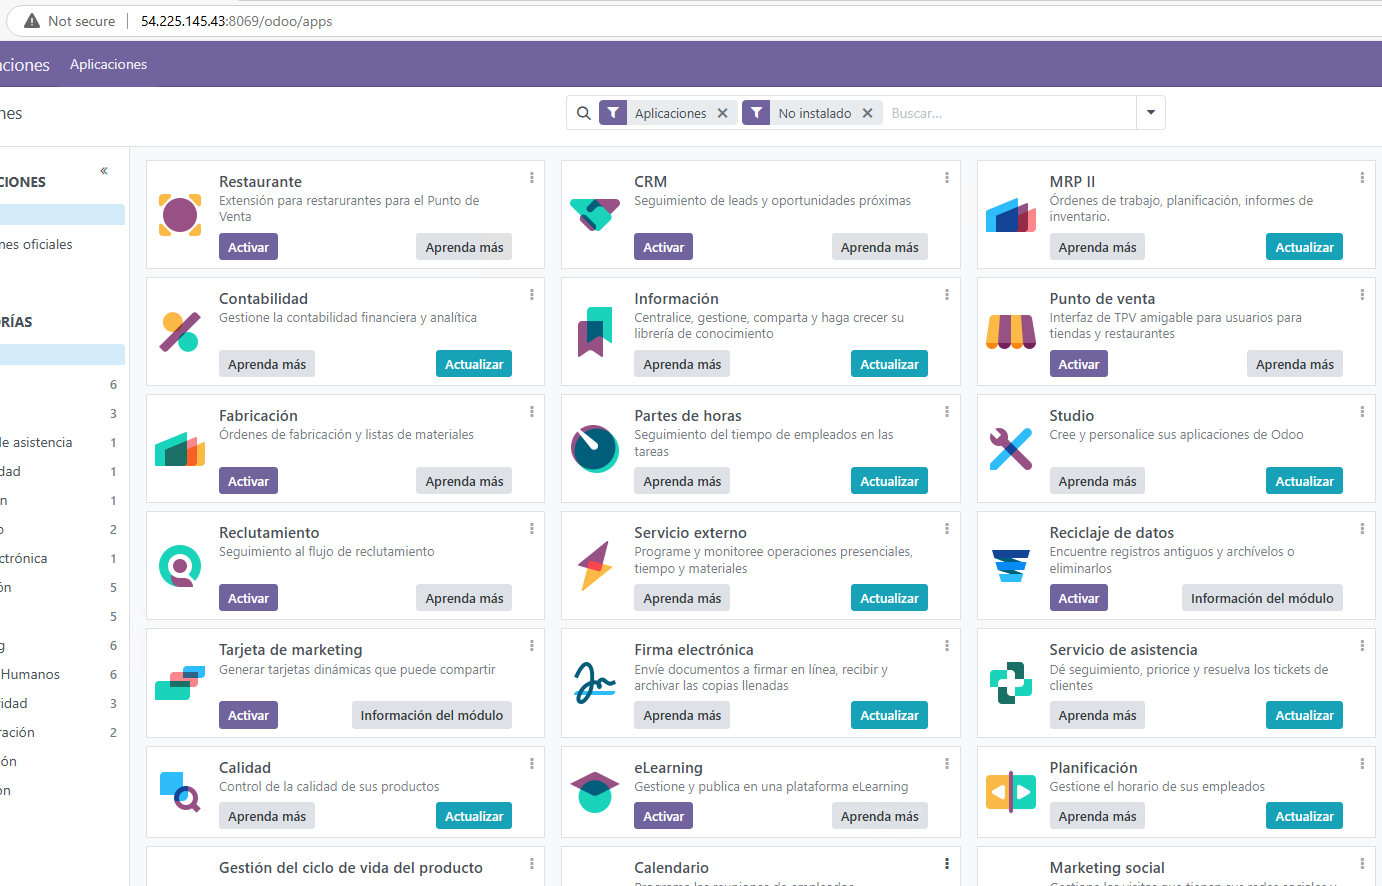 Not secure 54.225.145.43:8069/odoo/apps
ciones Aplicaciones
nes Aplicaciones No instalado Buscar...
CIONES
nes oficiales
RÍAS
6
3
de asistencia 1
dad 1
n 1
o 2
ctrónica 1
ón 5
5
g 6
Humanos 6
vidad 3
ración 2
ón
ón
Restaurante
Extensión para restarurantes para el Punto de
Venta
Activar Aprenda más
CRM
Seguimiento de leads y oportunidades próximas
Activar Aprenda más
MRP II
Órdenes de trabajo, planificación, informes de
inventario.
Aprenda más Actualizar
Contabilidad
Gestione la contabilidad financiera y analítica
Aprenda más Actualizar
Información
Centralice, gestione, comparta y haga crecer su
librería de conocimiento
Aprenda más Actualizar
Punto de venta
Interfaz de TPV amigable para usuarios para
tiendas y restaurantes
Activar Aprenda más
Fabricación
Órdenes de fabricación y listas de materiales
Activar Aprenda más
Partes de horas
Seguimiento del tiempo de empleados en las
tareas
Aprenda más Actualizar
Studio
Cree y personalice sus aplicaciones de Odoo
Aprenda más Actualizar
Reclutamiento
Seguimiento al flujo de reclutamiento
Activar Aprenda más
Servicio externo
Programe y monitoree operaciones presenciales,
tiempo y materiales
Aprenda más Actualizar
Reciclaje de datos
Encuentre registros antiguos y archívelos o
eliminarlos
Activar Información del módulo
Tarjeta de marketing
Generar tarjetas dinámicas que puede compartir
Activar Información del módulo
Firma electrónica
Envíe documentos a firmar en línea, recibir y
archivar las copias llenadas
Aprenda más Actualizar
Servicio de asistencia
Dé seguimiento, priorice y resuelva los tickets de
clientes
Aprenda más Actualizar
Calidad
Control de la calidad de sus productos
Aprenda más Actualizar
eLearning
Gestione y publica en una plataforma eLearning
Activar Aprenda más
Planificación
Gestione el horario de sus empleados
Aprenda más Actualizar
Gestión del ciclo de vida del producto
Calendario
Marketing social